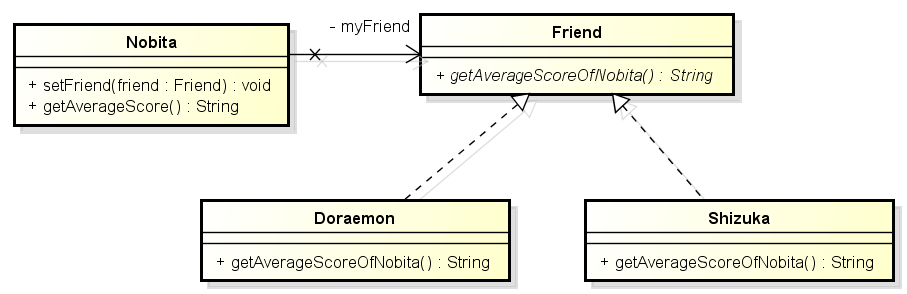 Nobita
+ setFriend(friend : Friend) : void
+ getAverageScore() : String
- myFriend
Friend
+ getAverageScoreOfNobita() : String
Doraemon
+ getAverageScoreOfNobita() : String
Shizuka
+ getAverageScoreOfNobita() : String